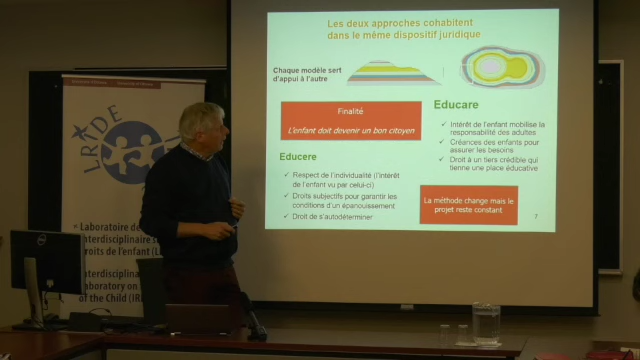 Les deux approches cohabitent
dans le même dispositif juridique
Chaque modèle sert
d'appui à l'autre
Finalité
L'enfant doit devenir un bon citoyen
Educere
✓ Respect de l'individualité (l'intérêt
de l'enfant vu par celui-ci)
✓ Droits subjectifs pour garantir les
conditions d'un épanouissement
✓ Droit de s'autodéterminer
Educare
✓ Intérêt de l'enfant mobilise la
responsabilité des adultes
✓ Créances des enfants pour
assurer les besoins
✓ Droit à un tiers crédible qui
tienne une place éducative
La méthode change mais le
projet reste constant
7
LRIDE
Laboratoire de
interdisciplinaire
droits de l'enfant
Interdisciplina
Laboratory on
of the Child
DELL